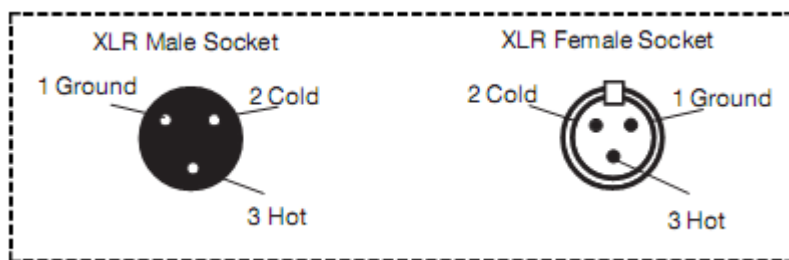 XLR Male Socket
XLR Female Socket
1 Ground
2 Cold
3 Hot
2 Cold
1 Ground
3 Hot